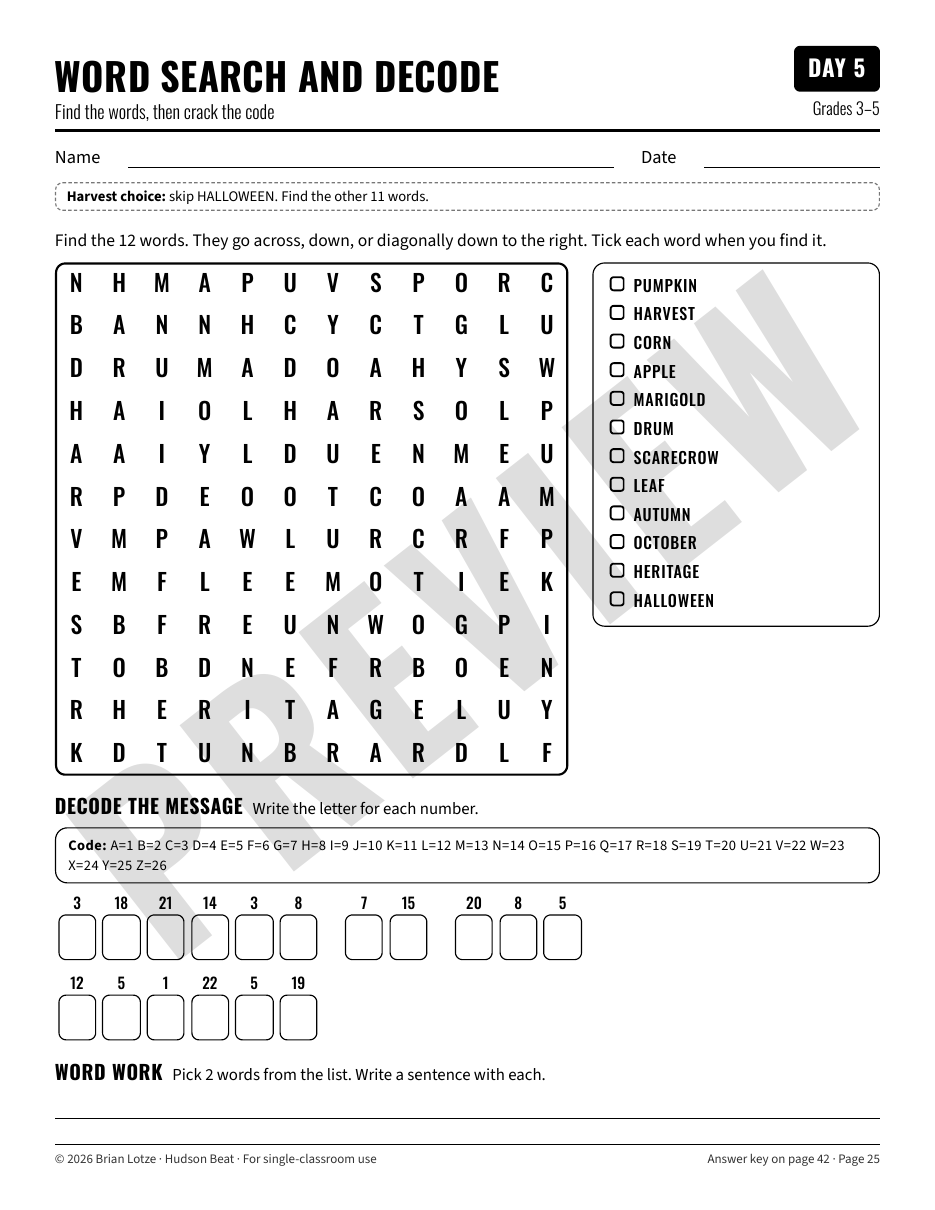 WORD SEARCH AND DECODE
DAY 5
Find the words, then crack the code
Grades 3–5
Name
Date
Harvest choice: skip HALLOWEEN. Find the other 11 words.
Find the 12 words. They go across, down, or diagonally down to the right. Tick each word when you find it.
N H M A P U V S P O R C
B A N N H C Y C T G L U
D R U M A D O A H Y S W
H A I O L H A R S O L P
A A I Y L D U E N M E U
R P D E O O T C O A A M
V M P A W L U R C R F P
E M F L E E M O T I E K
S B F R E U N W O G P I
T O B D N E F R B O E N
R H E R I T A G E L U Y
K D T U N B R A R D L F
PUMPKIN
HARVEST
CORN
APPLE
MARIGOLD
DRUM
SCARECROW
LEAF
AUTUMN
OCTOBER
HERITAGE
HALLOWEEN
PREVIEW
DECODE THE MESSAGE Write the letter for each number.
Code: A=1 B=2 C=3 D=4 E=5 F=6 G=7 H=8 I=9 J=10 K=11 L=12 M=13 N=14 O=15 P=16 Q=17 R=18 S=19 T=20 U=21 V=22 W=23
X=24 Y=25 Z=26
3 18 21 14 3 8 7 15 20 8 5
12 5 1 22 5 19
WORD WORK Pick 2 words from the list. Write a sentence with each.
© 2026 Brian Lotze · Hudson Beat · For single-classroom use
Answer key on page 42 · Page 25